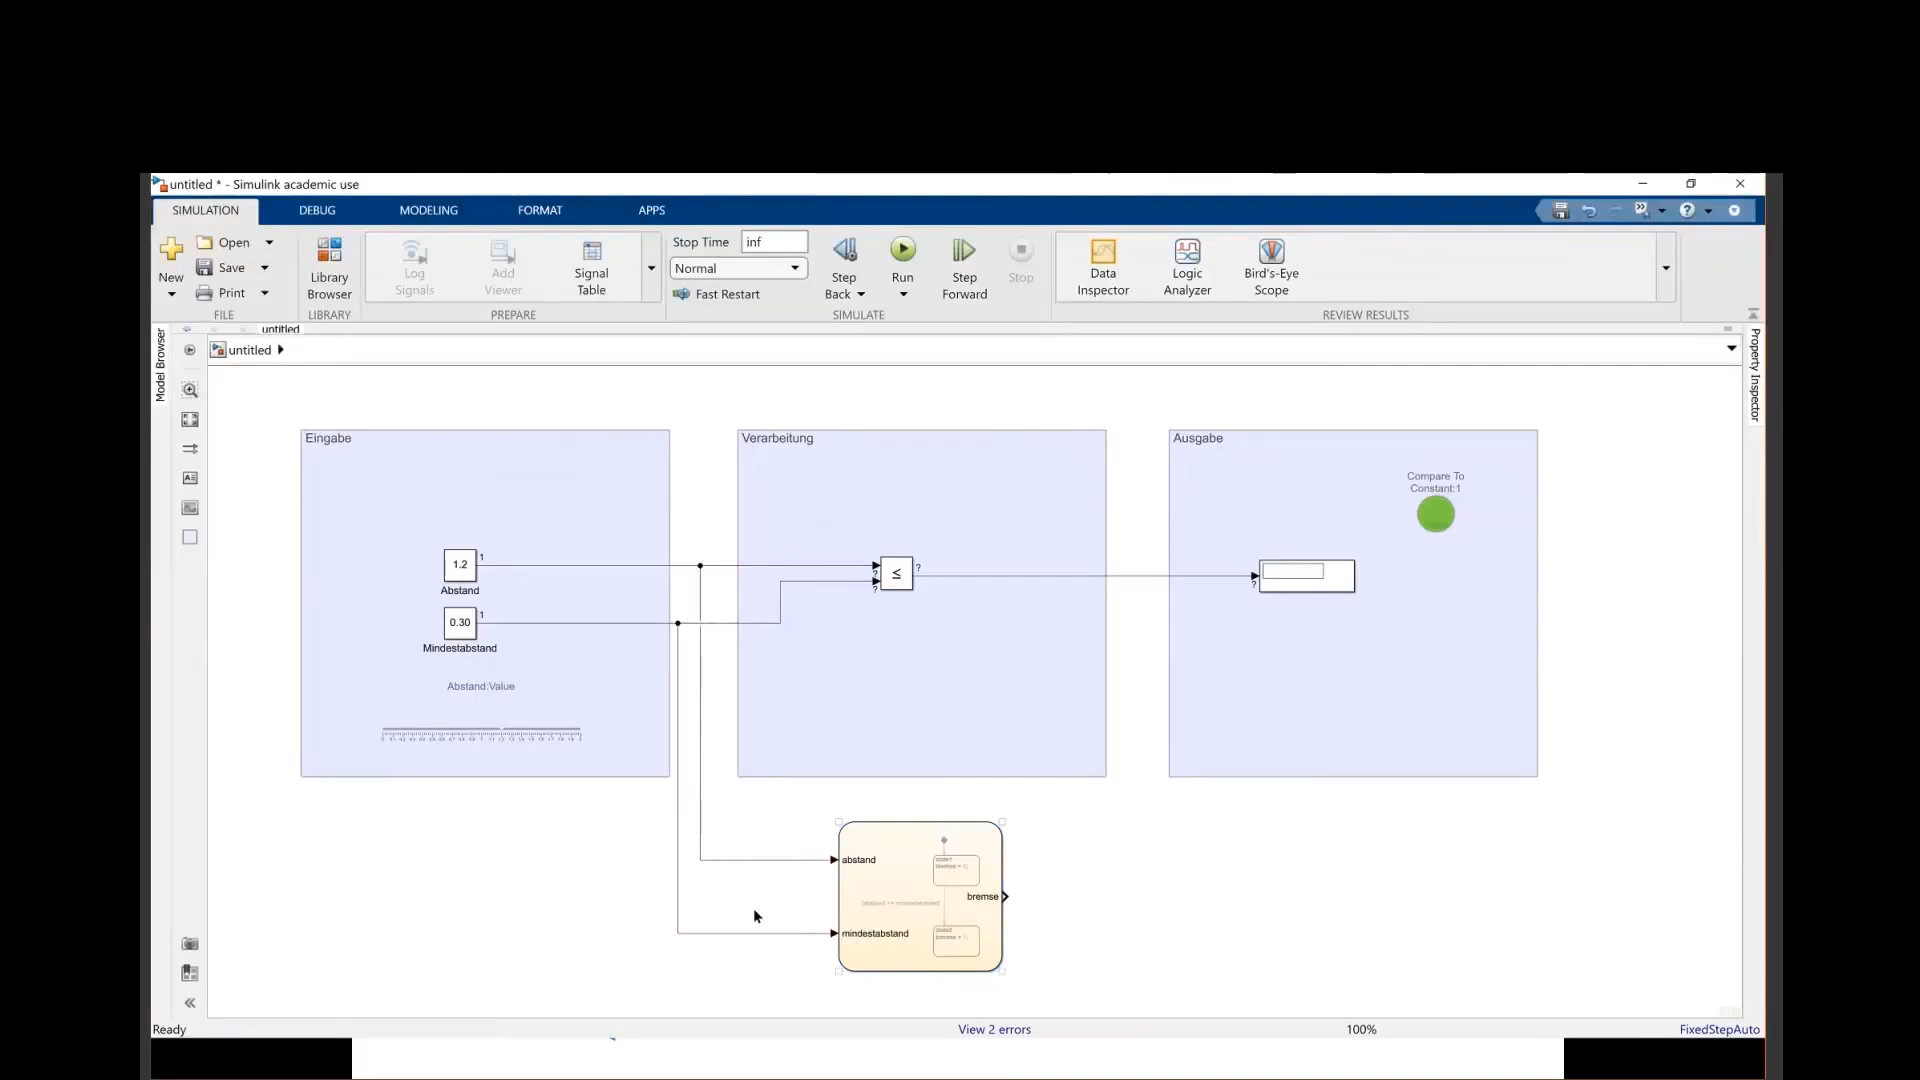 untitled * - Simulink academic use
SIMULATION
DEBUG
MODELING
FORMAT
APPS
New
Open
Save
Print
FILE
Library
Browser
LIBRARY
Log
Signals
Add
Viewer
Signal
Table
PREPARE
Stop Time
inf
Normal
Fast Restart
Step
Back
Run
Step
Forward
Stop
SIMULATE
Data
Inspector
Logic
Analyzer
Bird's-Eye
Scope
REVIEW RESULTS
Model Browser
untitled
untitled
Property Inspector
Eingabe
1.2
1
Abstand
0.30
1
Mindestabstand
Abstand:Value
Verarbeitung
?
?
≤
?
Ausgabe
Compare To
Constant:1
?
abstand
mindestabstand
bremse
[abstand <= mindestabstand]
Ready
View 2 errors
100%
FixedStepAuto